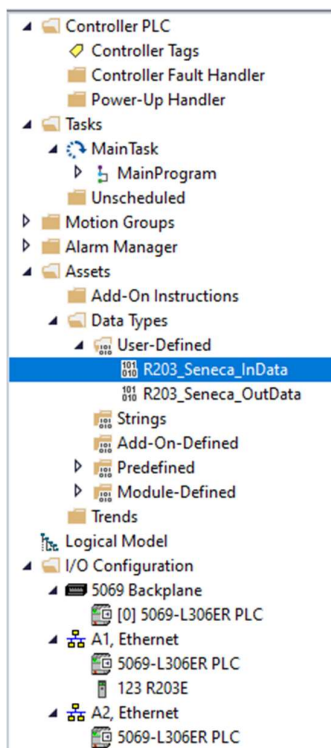 Controller PLC
Controller Tags
Controller Fault Handler
Power-Up Handler
Tasks
MainTask
MainProgram
Unscheduled
Motion Groups
Alarm Manager
Assets
Add-On Instructions
Data Types
User-Defined
R203_Seneca_InData
R203_Seneca_OutData
Strings
Add-On-Defined
Predefined
Module-Defined
Trends
Logical Model
I/O Configuration
5069 Backplane
[0] 5069-L306ER PLC
A1, Ethernet
5069-L306ER PLC
123 R203E
A2, Ethernet
5069-L306ER PLC